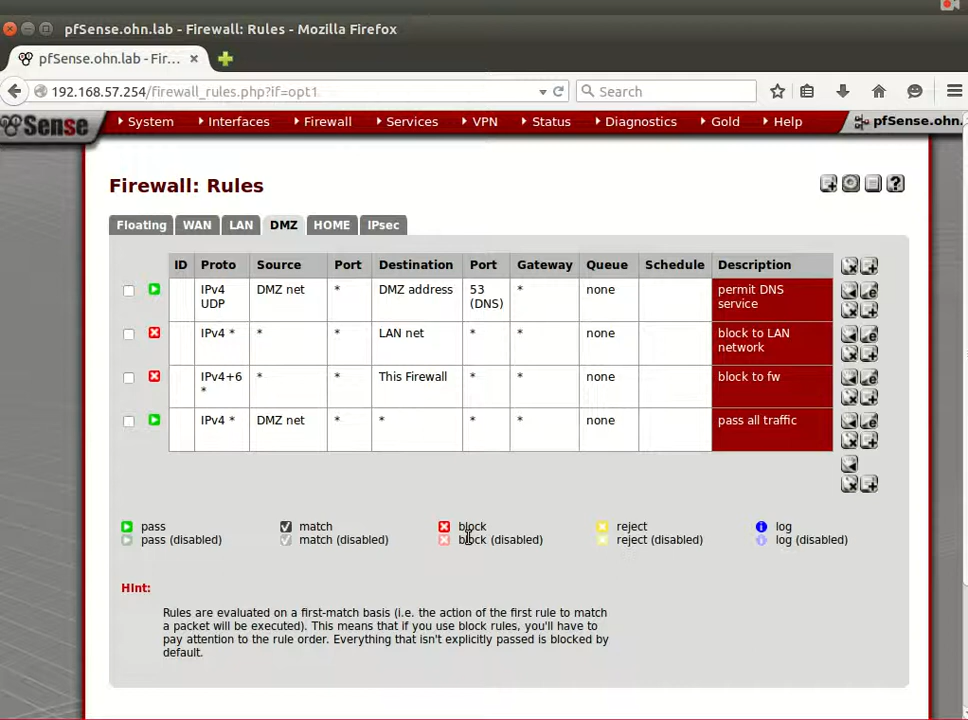 pfSense.ohn.lab - Firewall: Rules - Mozilla Firefox
pfSense.ohn.lab - Fir...
192.168.57.254/firewall_rules.php?if=opt1
Search
Sense
System Interfaces Firewall Services VPN Status Diagnostics Gold Help
pfSense.ohn.
Firewall: Rules
Floating WAN LAN DMZ HOME IPsec
ID Proto Source Port Destination Port Gateway Queue Schedule Description
IPv4 DMZ net * DMZ address 53 * none permit DNS
UDP (DNS) service
IPv4 * * * LAN net * * none block to LAN
network
IPv4+6 * * This Firewall * * none block to fw
*
IPv4 * DMZ net * * * * none pass all traffic
pass match block reject log
pass (disabled) match (disabled) block (disabled) reject (disabled) log (disabled)
Hint:
Rules are evaluated on a first-match basis (i.e. the action of the first rule to match
a packet will be executed). This means that if you use block rules, you'll have to
pay attention to the rule order. Everything that isn't explicitly passed is blocked by
default.